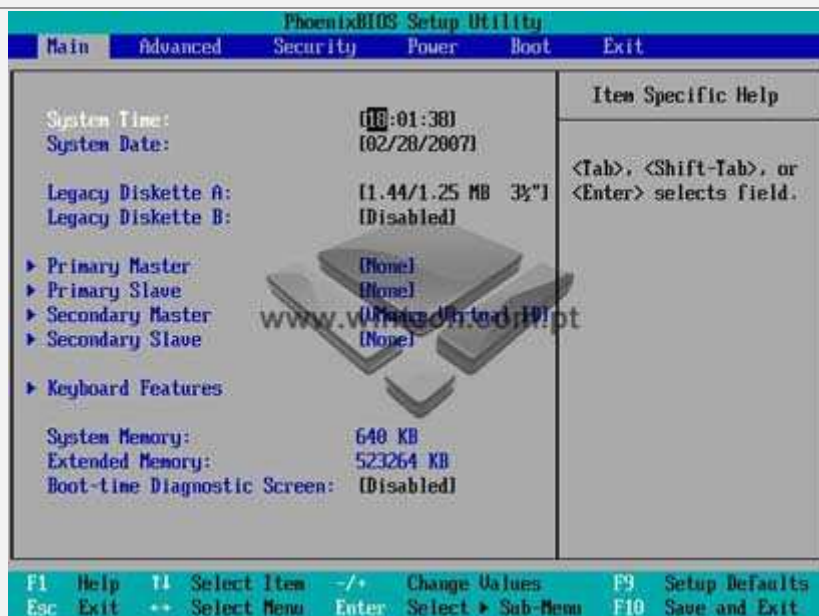 PhoenixBIOS Setup Utility
Main Advanced Security Power Boot Exit
Item Specific Help
System Time: [18:01:38]
System Date: [02/28/2007]
<Tab>, <Shift-Tab>, or
<Enter> selects field.
Legacy Diskette A: [1.44/1.25 MB 3½"]
Legacy Diskette B: [Disabled]
▶ Primary Master [None]
▶ Primary Slave [None]
▶ Secondary Master Virtual
▶ Secondary Slave [None]
▶ Keyboard Features
System Memory: 640 KB
Extended Memory: 523264 KB
Boot-time Diagnostic Screen: [Disabled]
F1 Help ↑↓ Select Item -/+ Change Values F9 Setup Defaults
Esc Exit ↔ Select Menu Enter Select ▶ Sub-Menu F10 Save and Exit